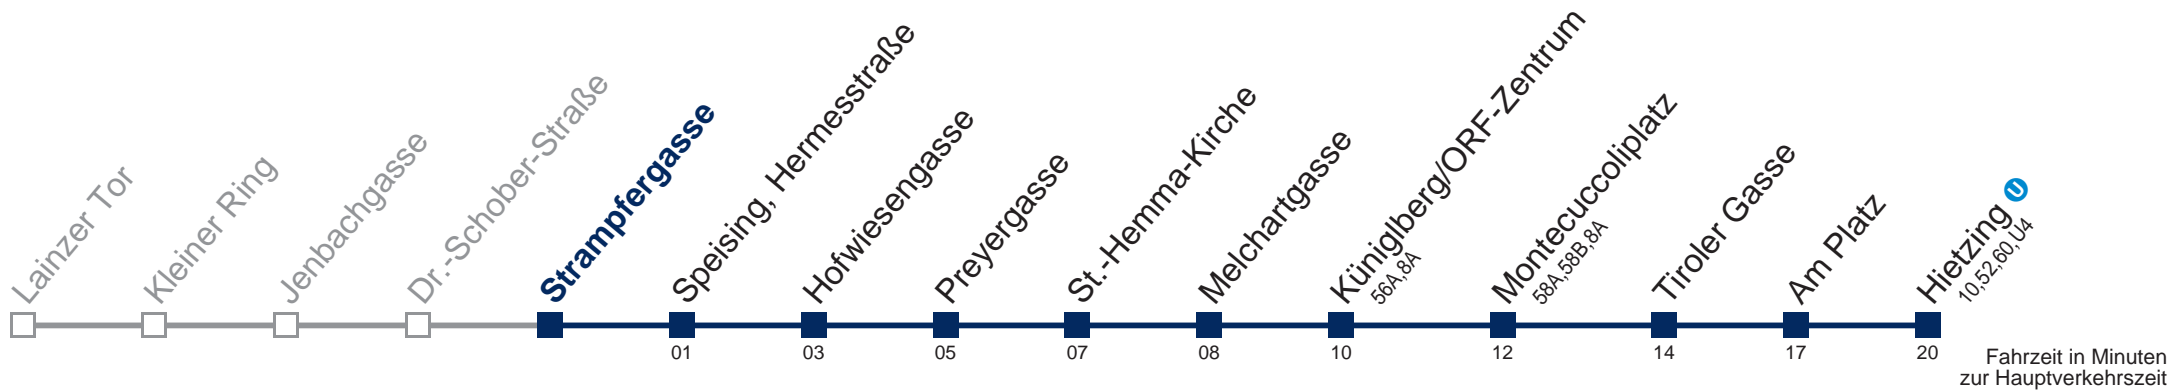 Lainzer Tor
Kleiner Ring
Jenbachgasse
Dr.-Schober-Straße
Strampfergasse
Speising, Hermesstraße
Hofwiesengasse
Preyergasse
St.-Hemma-Kirche
Melchartgasse
Küniglberg/ORF-Zentrum
56A,8A
Montecuccoliplatz
58A,58B,8A
Tiroler Gasse
Am Platz
Hietzing U
10,52,60,U4
01 03 05 07 08 10 12 14 17 20
Fahrzeit in Minuten
zur Hauptverkehrszeit